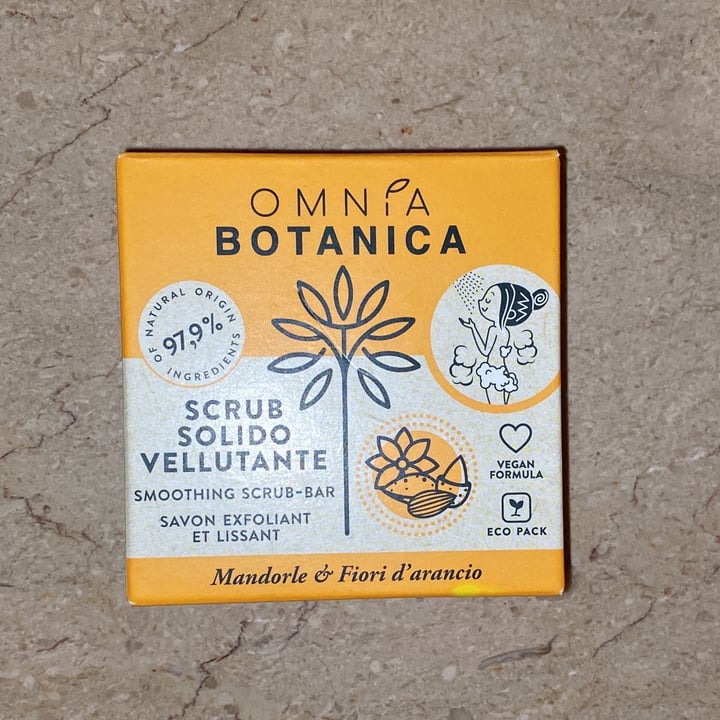 OMNIA
BOTANICA
OF NATURAL ORIGIN
97,9%
INGREDIENTS
SCRUB
SOLIDO
VELLUTANTE
SMOOTHING SCRUB-BAR
SAVON EXFOLIANT
ET LISSANT
VEGAN
FORMULA
ECO PACK
Mandorle & Fiori d'arancio